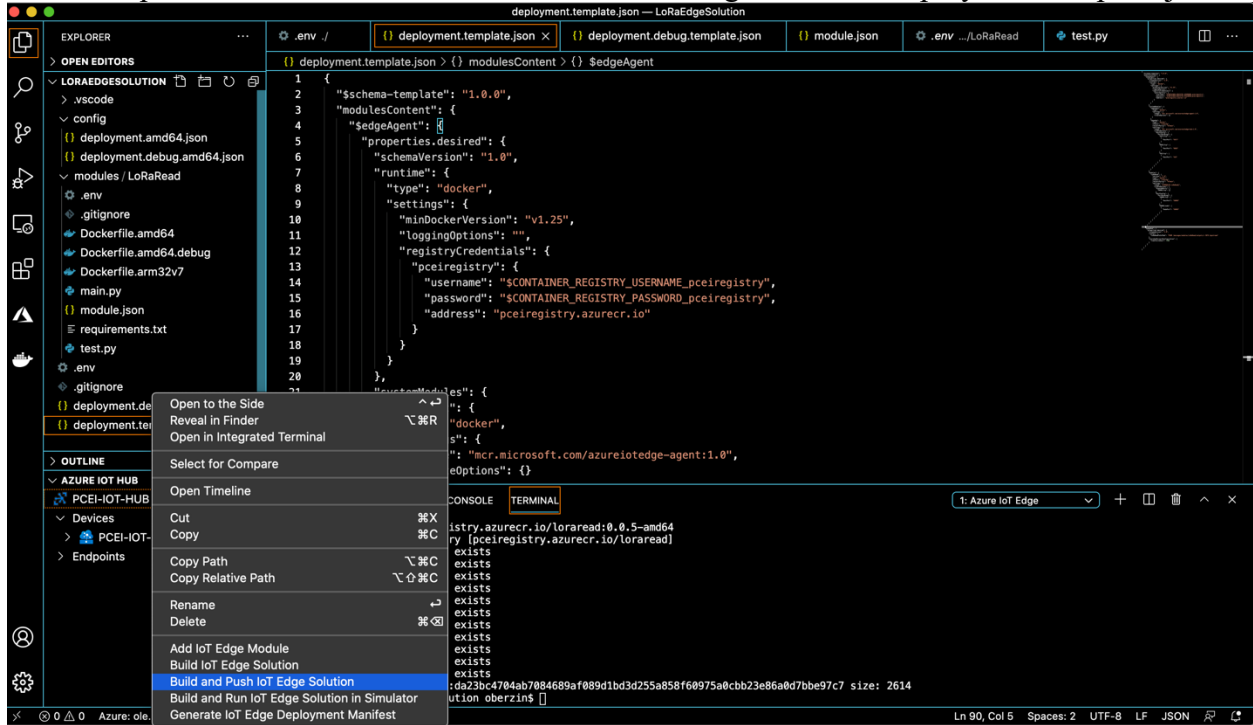 deployment.template.json — LoRaEdgeSolution
EXPLORER
.env ./
deployment.template.json
deployment.debug.template.json
module.json
.env .../LoRaRead
test.py
OPEN EDITORS
{} deployment.template.json > {} modulesContent > {} $edgeAgent
LORAEDGESOLUTION
.vscode
config
{} deployment.amd64.json
{} deployment.debug.amd64.json
modules / LoRaRead
.env
.gitignore
Dockerfile.amd64
Dockerfile.amd64.debug
Dockerfile.arm32v7
main.py
{} module.json
requirements.txt
test.py
.env
.gitignore
{} deployment.de
{} deployment.te
OUTLINE
AZURE IOT HUB
PCEI-IOT-HUB
Devices
PCEI-IOT-
Endpoints
1 {
2 "$schema-template": "1.0.0",
3 "modulesContent": {
4 "$edgeAgent": {
5 "properties.desired": {
6 "schemaVersion": "1.0",
7 "runtime": {
8 "type": "docker",
9 "settings": {
10 "minDockerVersion": "v1.25",
11 "loggingOptions": "",
12 "registryCredentials": {
13 "pceiregistry": {
14 "username": "$CONTAINER_REGISTRY_USERNAME_pceiregistry",
15 "password": "$CONTAINER_REGISTRY_PASSWORD_pceiregistry",
16 "address": "pceiregistry.azurecr.io"
17 }
18 }
19 }
20 },
": {
"docker",
s": {
": "mcr.microsoft.com/azureiotedge-agent:1.0",
eOptions": {}
Open to the Side ^↩
Reveal in Finder ⌥⌘R
Open in Integrated Terminal
Select for Compare
Open Timeline
Cut ⌘X
Copy ⌘C
Copy Path ⌥⌘C
Copy Relative Path ⌥⇧⌘C
Rename ↩
Delete ⌘⌫
Add IoT Edge Module
Build IoT Edge Solution
Build and Push IoT Edge Solution
Build and Run IoT Edge Solution in Simulator
Generate IoT Edge Deployment Manifest
CONSOLE TERMINAL
1: Azure IoT Edge
istry.azurecr.io/loraread:0.0.5-amd64
ry [pceiregistry.azurecr.io/loraread]
exists
exists
exists
exists
exists
exists
exists
exists
exists
exists
exists
:da23bc4704ab7084689af089d1bd3d255a858f60975a0cbb23e86a0d7bbe97c7 size: 2614
ution oberzin$
0 0 Azure: ole.
Ln 90, Col 5 Spaces: 2 UTF-8 LF JSON